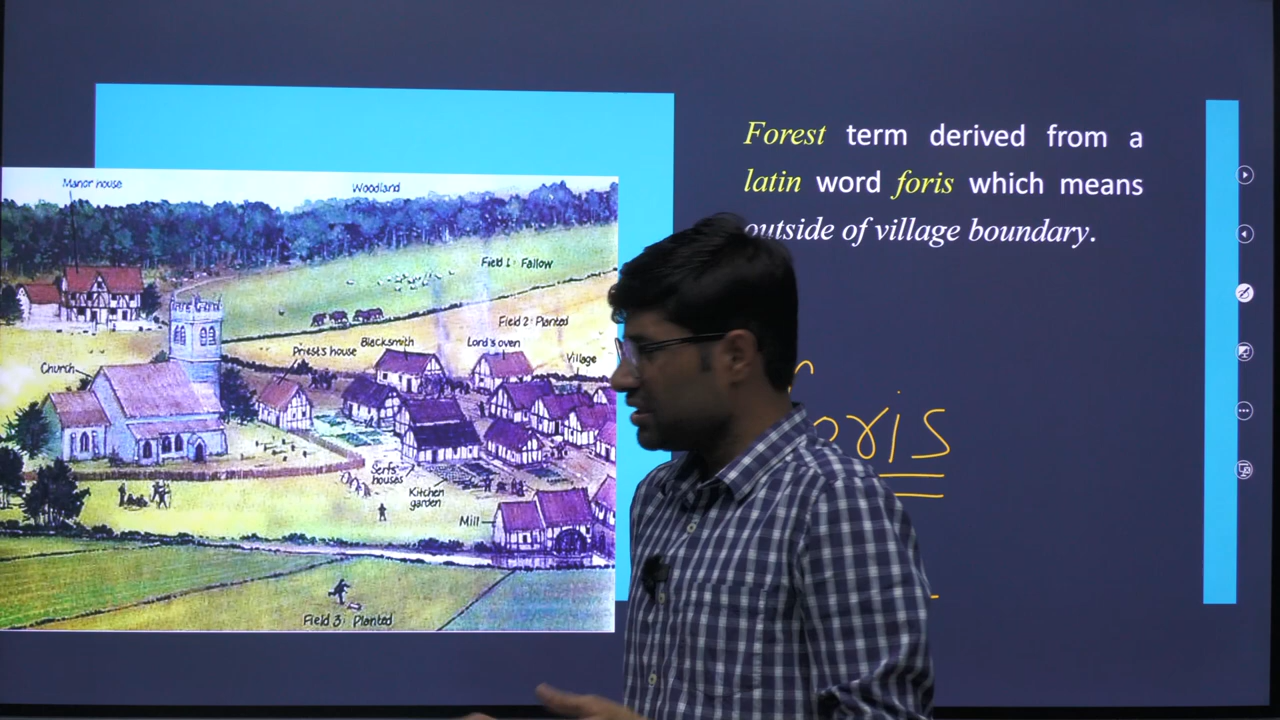 Forest term derived from a
latin word foris which means
outside of village boundary.
Manor house
Woodland
Field 1: Fallow
Field 2: Planted
Priest's house
Blacksmith
Lord's oven
Village
Church
Serfs'
houses
Kitchen
garden
Mill
Field 3: Planted